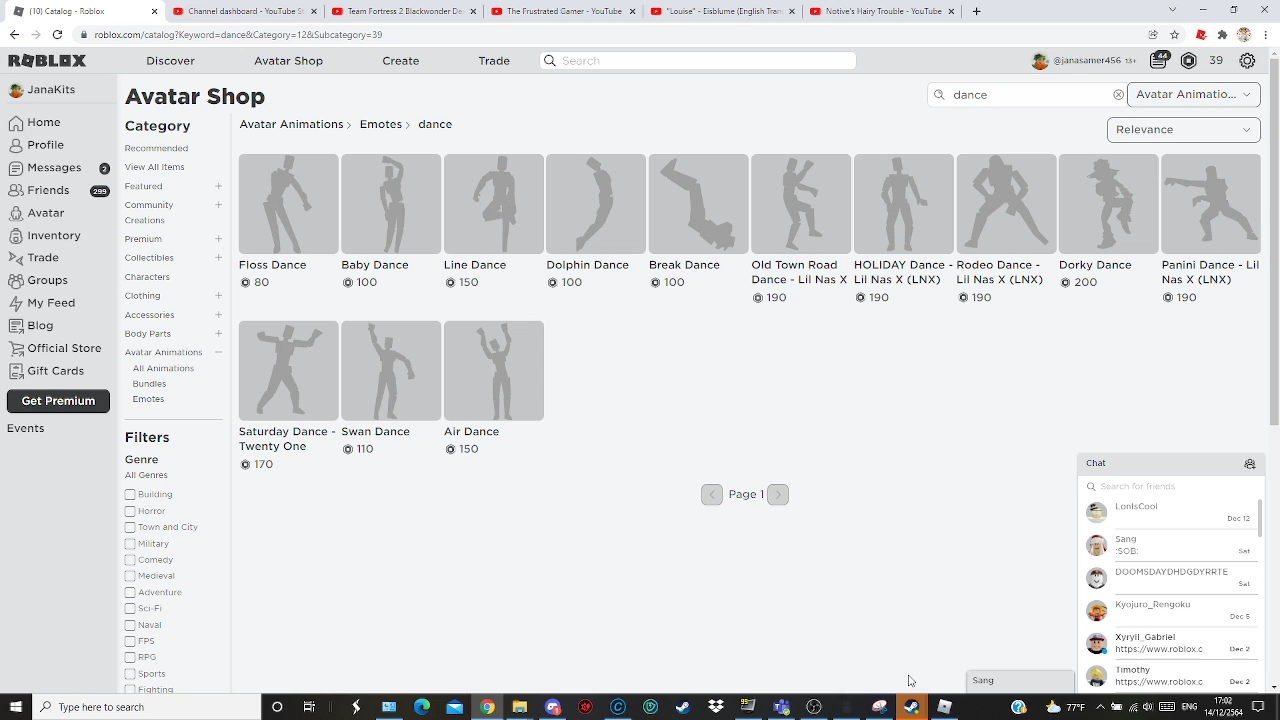 (10) Catalog - Roblox
Channel dashboard - YouTube St
Team Fortress 2 Blackwonder De
The Frustrated Gamer - YouTube
"Louise" - Eisblume (English Tran
Notive's Hairy Trouble - YouTube
roblox.com/catalog?Keyword=dance&Category=12&Subcategory=39
ROBLOX
Discover
Avatar Shop
Create
Trade
Search
@janasamer456 13+
39
JanaKits
Home
Profile
Messages 2
Friends 299
Avatar
Inventory
Trade
Groups
My Feed
Blog
Official Store
Gift Cards
Get Premium
Events
Avatar Shop
dance
Avatar Animatio...
Relevance
Category
Recommended
View All Items
Featured +
Community +
Creations
Premium +
Collectibles +
Characters
Clothing +
Accessories +
Body Parts +
Avatar Animations −
All Animations
Bundles
Emotes
Filters
Genre
All Genres
Building
Horror
Town and City
Military
Comedy
Medieval
Adventure
Sci-Fi
Naval
FPS
RPG
Sports
Fighting
Avatar Animations > Emotes > dance
Floss Dance
80
Baby Dance
100
Line Dance
150
Dolphin Dance
100
Break Dance
100
Old Town Road
Dance - Lil Nas X
190
HOLIDAY Dance -
Lil Nas X (LNX)
190
Rodeo Dance -
Lil Nas X (LNX)
190
Dorky Dance
200
Panini Dance - Lil
Nas X (LNX)
190
Saturday Dance -
Twenty One
170
Swan Dance
110
Air Dance
150
Page 1
Chat
Search for friends
LonIsCool
Dec 12
Sang
:SOB:
Sat
DOOMSDAYDHDGDYRRTE
Sat
Kyojuro_Rengoku
Dec 5
Xyryll_Gabriel
https://www.roblox.c
Dec 2
Timothy
https://www.roblox.c
Dec 2
Sang
Type here to search
77°F
17:02
14/12/2564